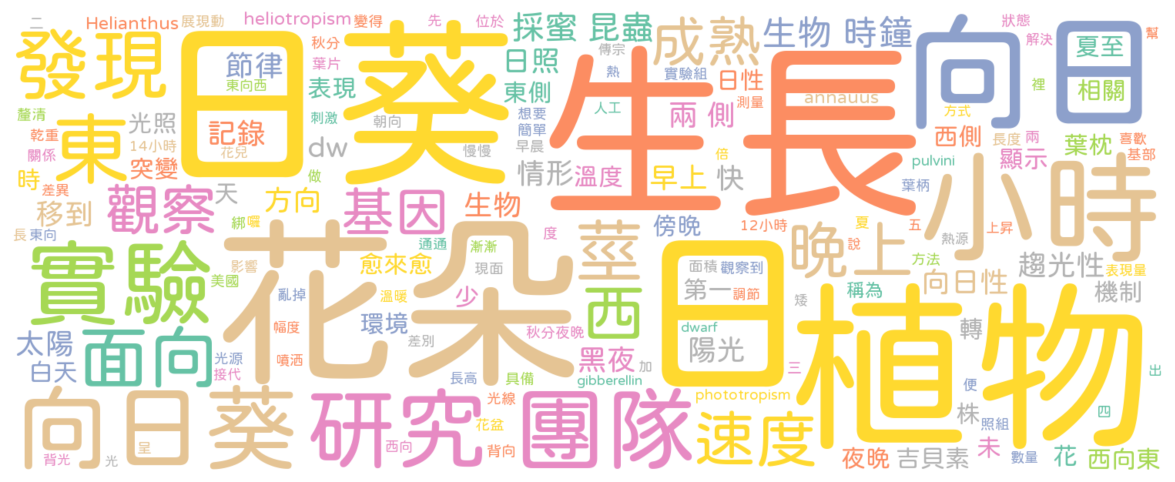 二 Helianthus 展現動 heliotropism 變得 先 位於 採蜜 昆蟲 成熟 生物 時鐘 向日 狀態 幫
發現 日葵 節律 秋分 葉片 傳宗 日照 解決 夏至
東向西 表現 東側 熱 實驗組 日性 生長 annauus 裡 相關
釐清 東 光照 記錄 刺激 朝向 人工 測量 兩 側 方式
乾重 14小時 花兒 dw 想要 簡單 早晨 西側 長度 兩 葉枕 喜歡
關係 突變 慢慢 情形 溫度 早上 倍 快 pulvini 顯示 基部
時 差異 觀察 天 做 方向 基因 生物 葉柄 小時
移到 綁 囉 傍晚 12小時 夏 五 上昇
長 東向 花朵 通通 漸漸 度 莖 晚上 說 熱源
實驗 影響 美國 愈來愈 現面 日 面積 觀察到 方法 趨光性 表現量
亂掉 溫暖 少 西 第一 調節 稱為 向日性 機制
幅度 環境 矮 植物
太陽 面向 光源 差別 秋分夜晚 dwarf 陽光 轉
白天 接代 噴洒 黑夜 加 三 便 出
長高 具備 gibberellin
向日葵 研究 光線 團隊 phototropism 速度 株 照組 四
花盆
背光 光 呈 西向 背向 夜晚 吉貝素 未 數量 花 西向東